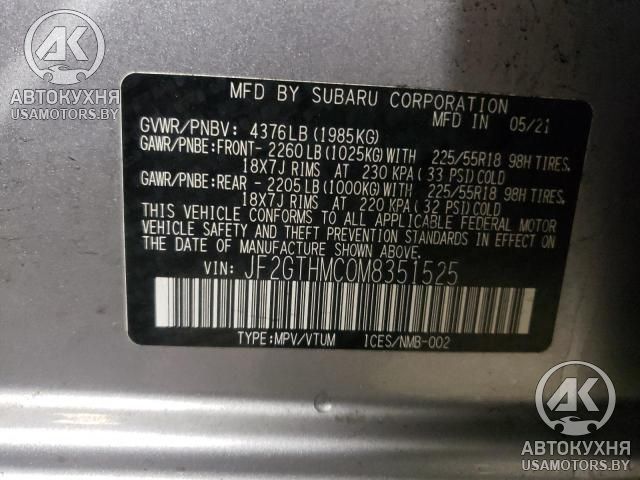 AK
АВТОКУХНЯ
USAMOTORS.BY
MFD BY SUBARU CORPORATION
MFD IN 05/21
GVWR/PNBV: 4376LB(1985KG)
GAWR/PNBE:FRONT- 2260LB(1025KG)WITH 225/55R18 98H TIRES,
18X7J RIMS AT 230 KPA(33 PSI)COLD
GAWR/PNBE:REAR - 2205LB(1000KG)WITH 225/55R18 98H TIRES,
18X7J RIMS AT 220 KPA(32 PSI)COLD
THIS VEHICLE CONFORMS TO ALL APPLICABLE FEDERAL MOTOR
VEHICLE SAFETY AND THEFT PREVENTION STANDARDS IN EFFECT ON
THE DATE OF MANUFACTURE SHOWN ABOVE.
VIN: JF2GTHMC0M8351525
TYPE:MPV/VTUM ICES/NMB-002
AK
АВТОКУХНЯ
USAMOTORS.BY